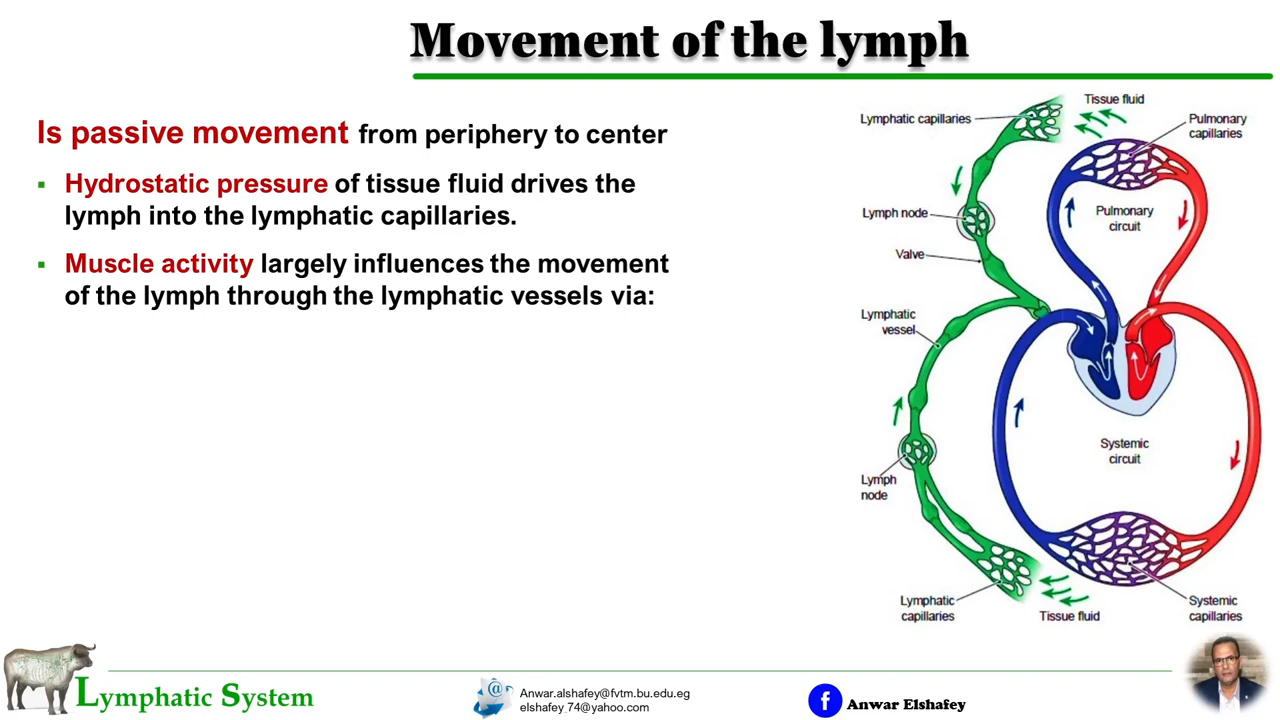 Movement of the lymph
Is passive movement from periphery to center
▪ Hydrostatic pressure of tissue fluid drives the
lymph into the lymphatic capillaries.
▪ Muscle activity largely influences the movement
of the lymph through the lymphatic vessels via:
Tissue fluid
Lymphatic capillaries
Pulmonary
capillaries
Lymph node
Pulmonary
circuit
Valve
Lymphatic
vessel
Systemic
circuit
Lymph
node
Lymphatic
capillaries
Tissue fluid
Systemic
capillaries
Lymphatic System
Anwar.alshafey@fvtm.bu.edu.eg
elshafey_74@yahoo.com
f Anwar Elshafey